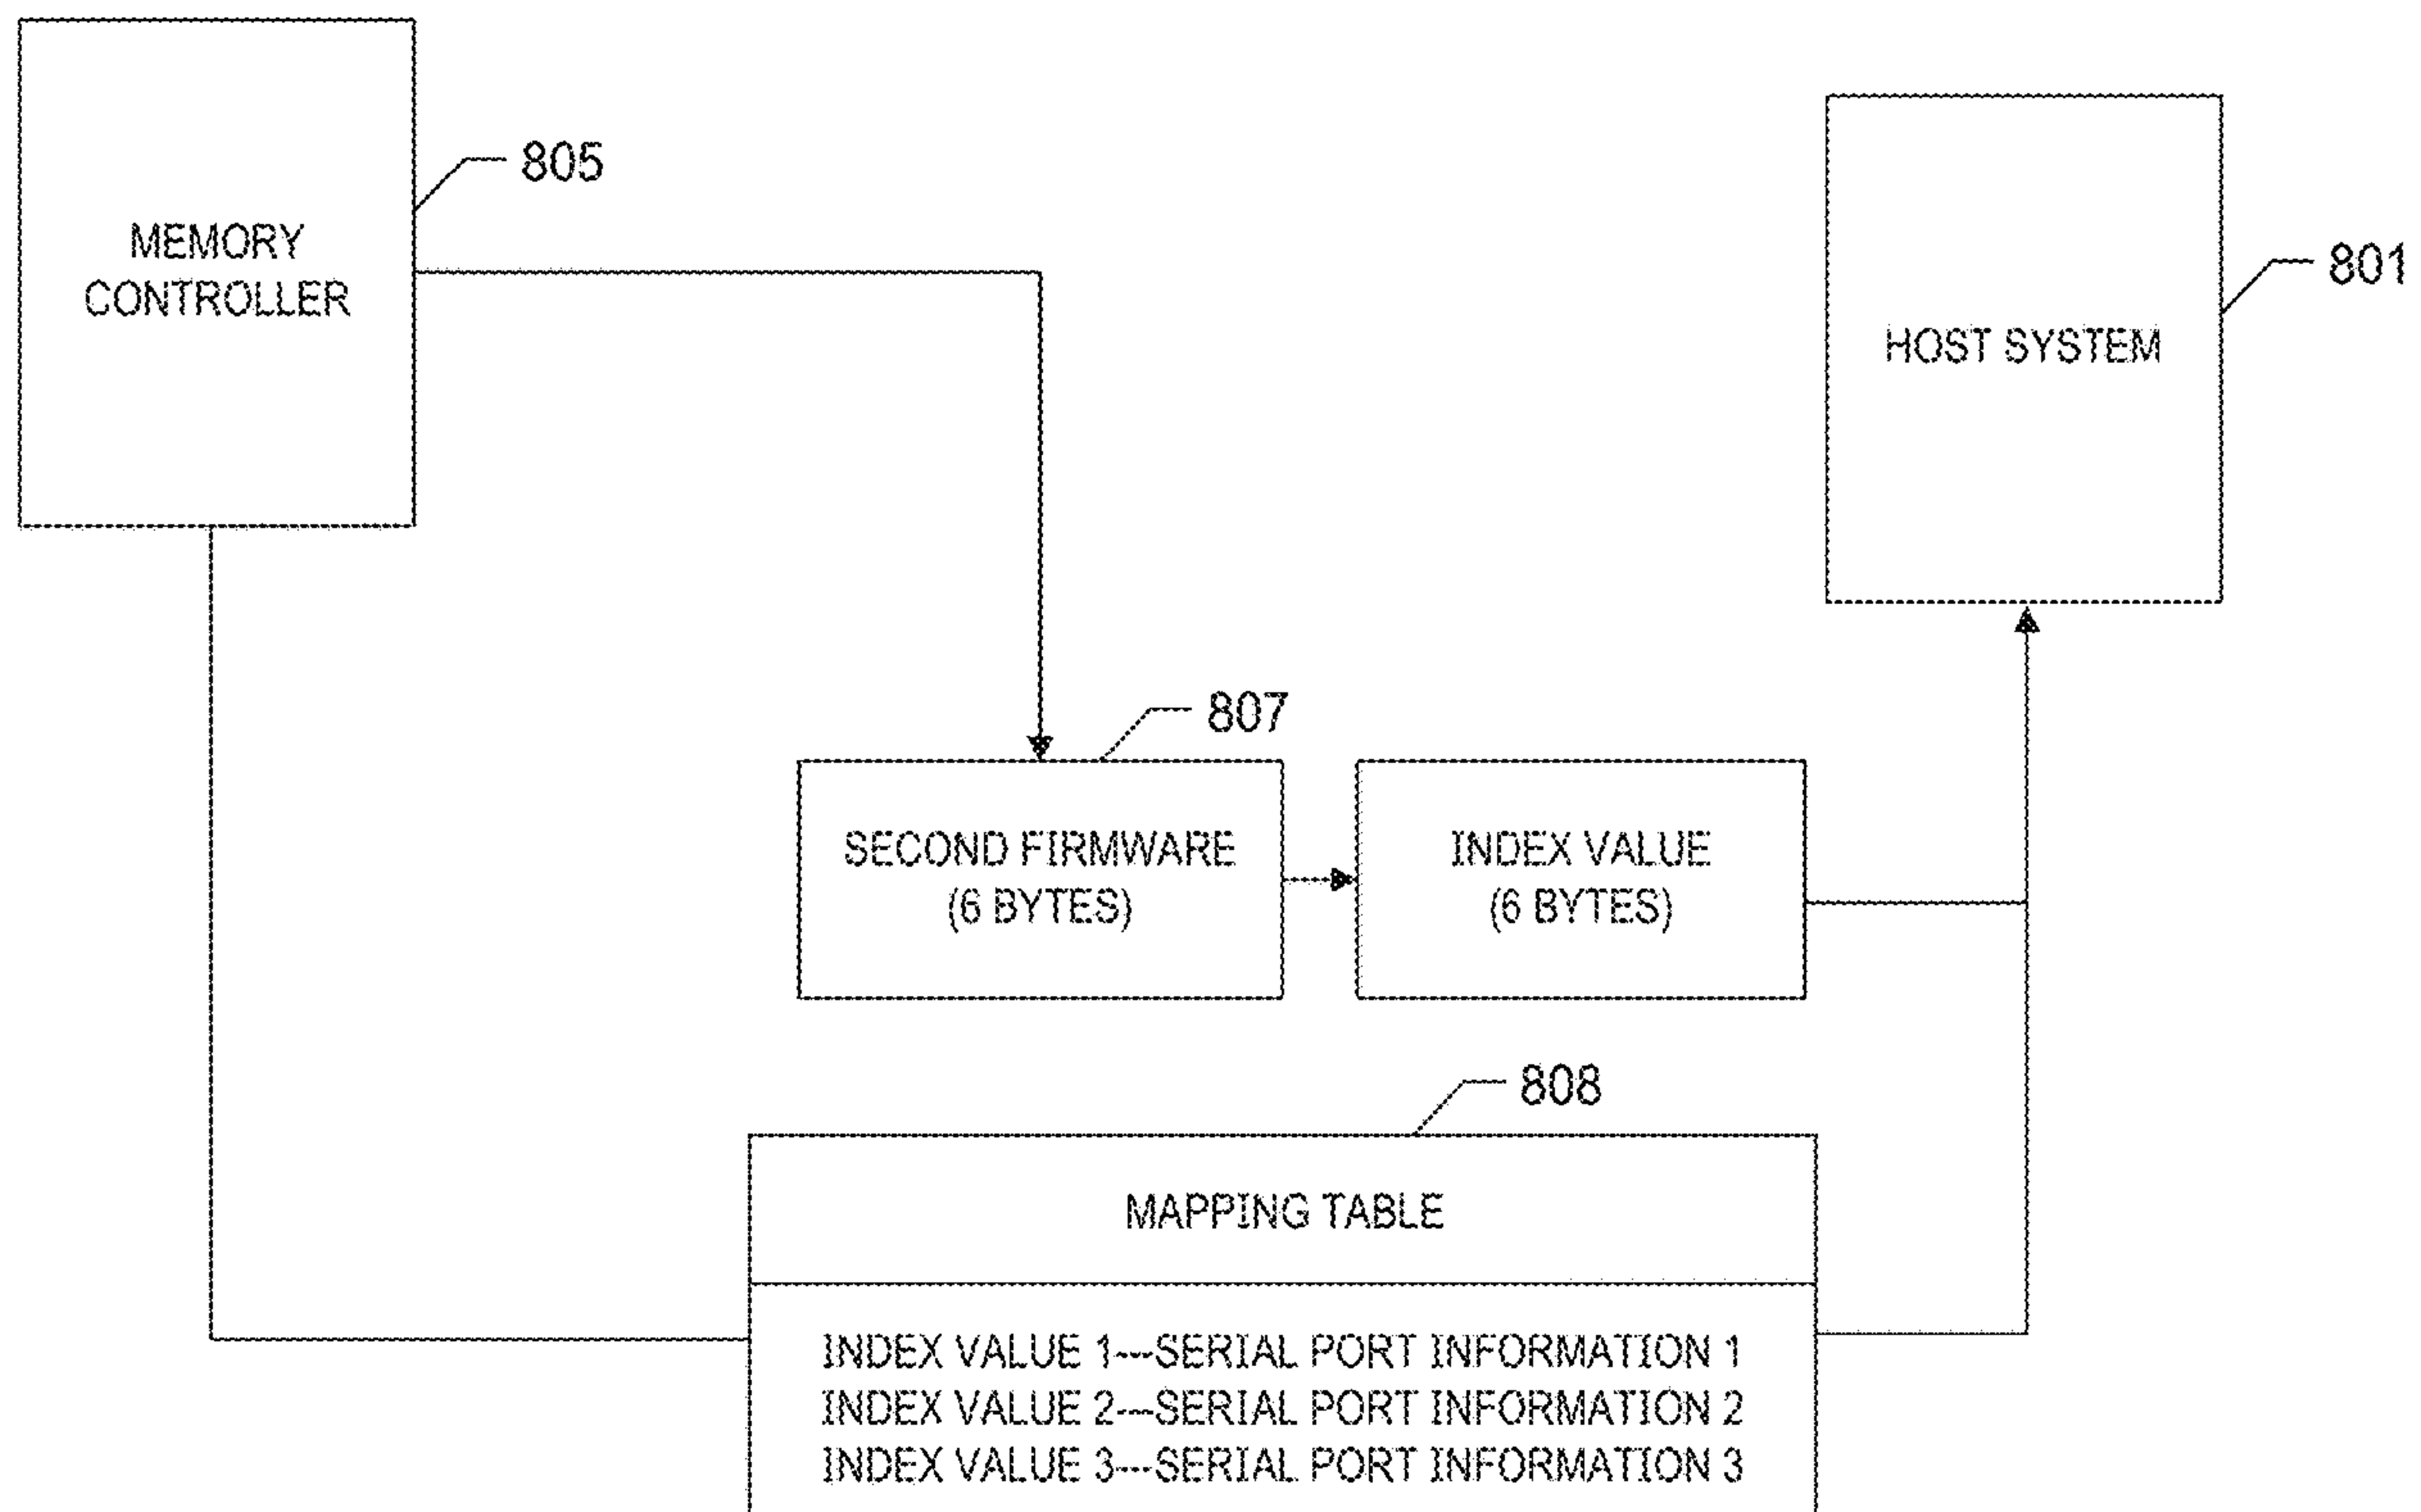 805
MEMORY
CONTROLLER
801
HOST SYSTEM
807
SECOND FIRMWARE
(6 BYTES)
INDEX VALUE
(6 BYTES)
808
MAPPING TABLE
INDEX VALUE 1---SERIAL PORT INFORMATION 1
INDEX VALUE 2---SERIAL PORT INFORMATION 2
INDEX VALUE 3---SERIAL PORT INFORMATION 3